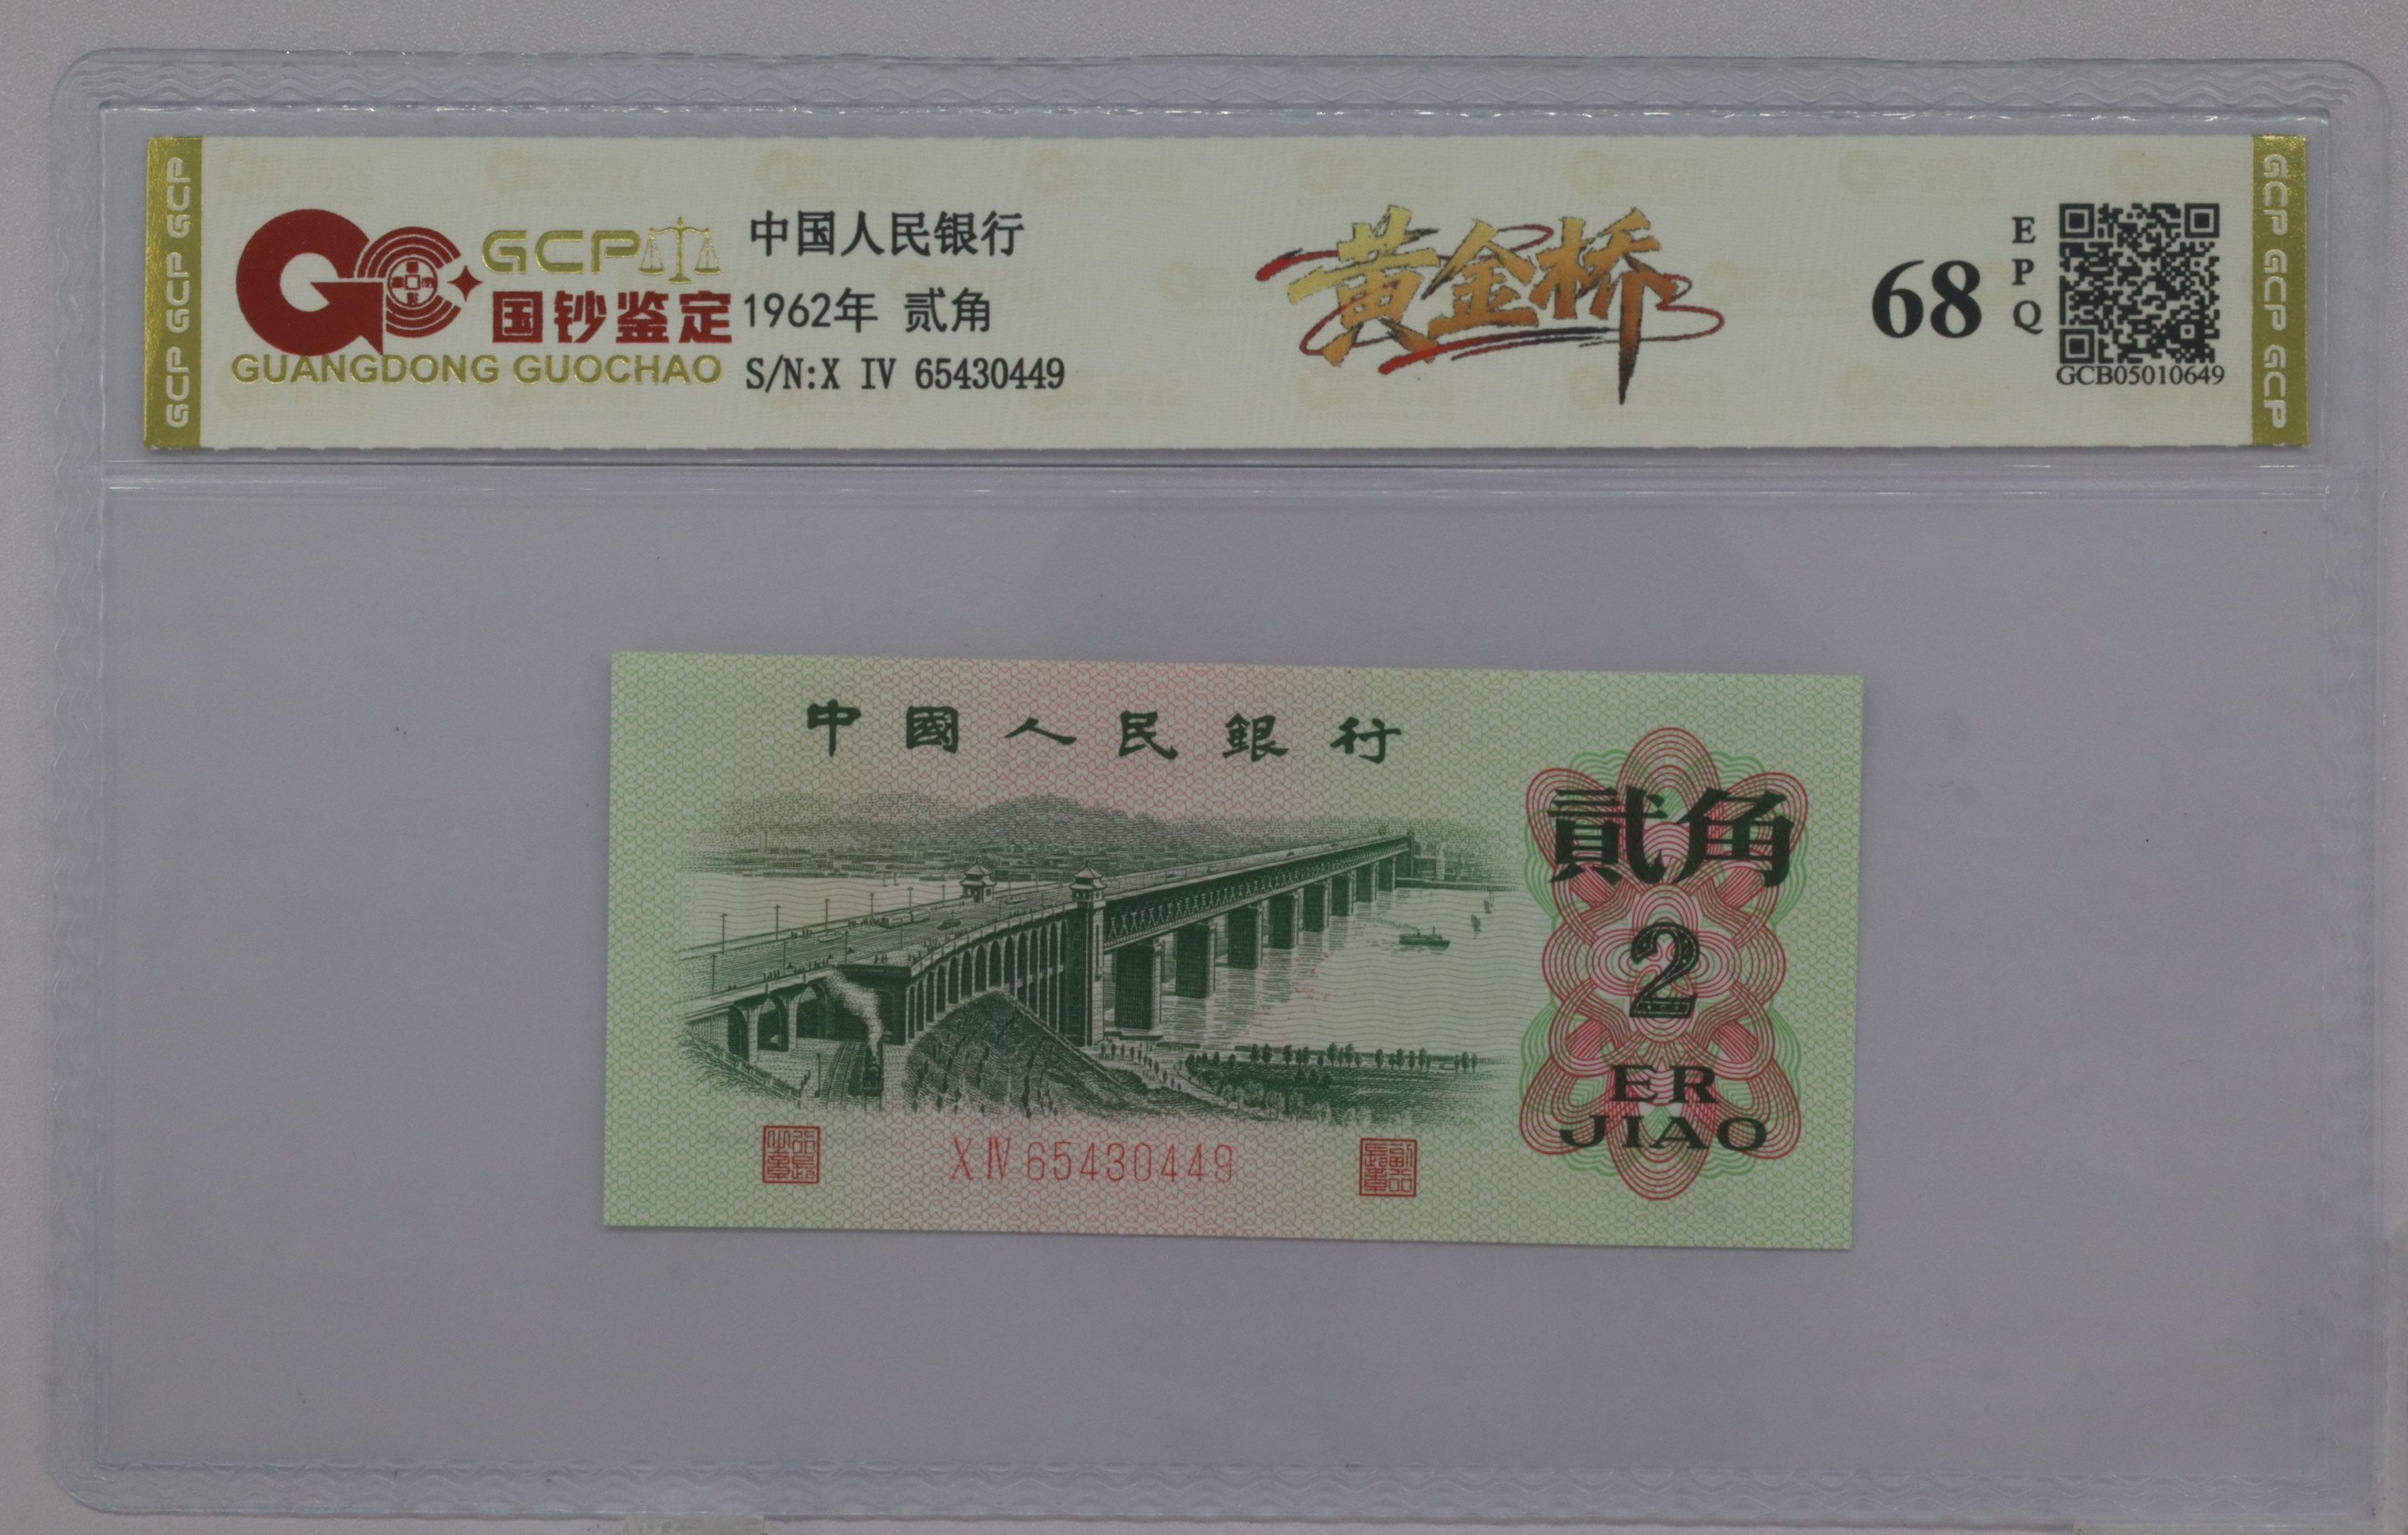 GCP GCP GCP
GCP
国钞鉴定
GUANGDONG GUOCHAO
中国人民银行
1962年 贰角
S/N:X IV 65430449
黄金桥
68
EPQ
GCB05010649
GCP GCP GCP
中國人民銀行
貳角
2
ER
JIAO
X IV 65430449